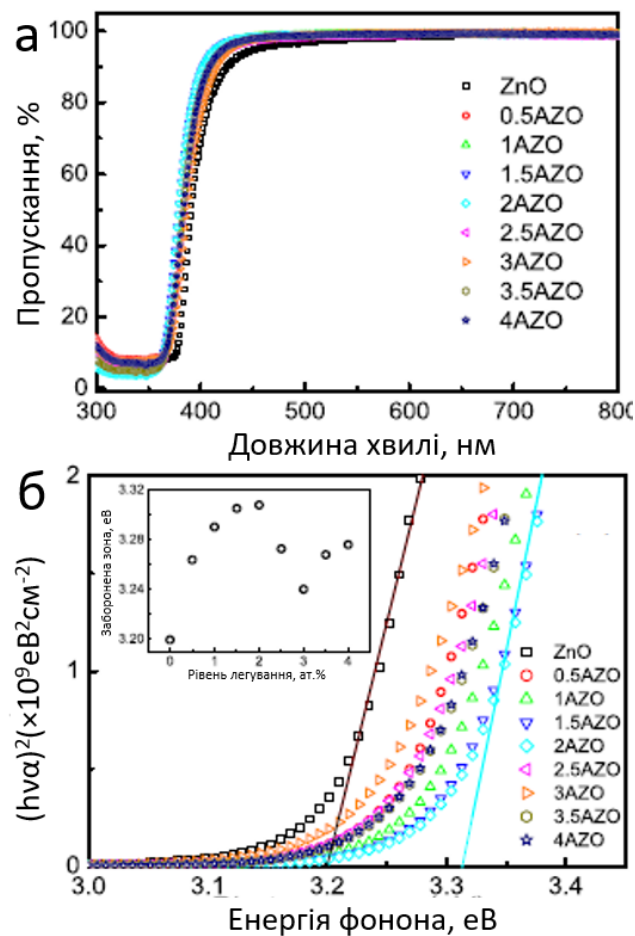 а
Пропускання, %
100
80
60
40
20
0
300
400
500
600
700
800
Довжина хвилі, нм
ZnO
0.5AZO
1AZO
1.5AZO
2AZO
2.5AZO
3AZO
3.5AZO
4AZO
б
(hνα)²(×10⁹еВ²см⁻²)
2
1
0
3.0
3.1
3.2
3.3
3.4
Енергія фонона, еВ
Заборонена зона, еВ
3.32
3.28
3.24
3.20
0
1
2
3
4
Рівень легування, ат.%
ZnO
0.5AZO
1AZO
1.5AZO
2AZO
2.5AZO
3AZO
3.5AZO
4AZO